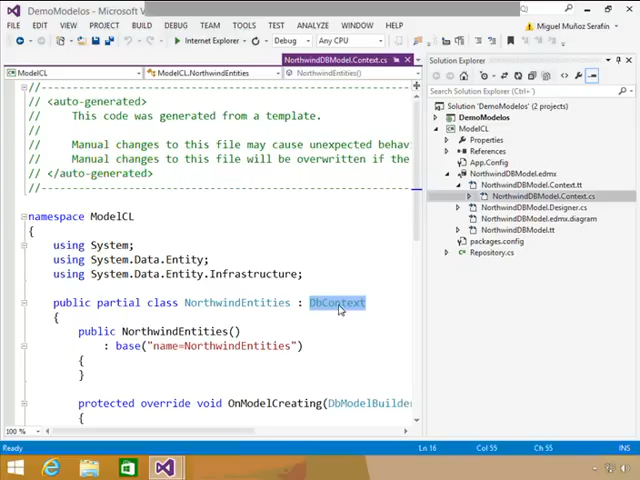 DemoModelos - Microsoft Visual Studio
FILE EDIT VIEW PROJECT BUILD DEBUG TEAM TOOLS TEST ANALYZE WINDOW HELP
Miguel Muñoz Serafín
Internet Explorer Debug Any CPU
NorthwindDBModel.Context.cs
ModelCL ModelCL.NorthwindEntities NorthwindEntities()
//------------------------------------------------
// <auto-generated>
// This code was generated from a template.
//
// Manual changes to this file may cause unexpected behav
// Manual changes to this file will be overwritten if the
// </auto-generated>
//------------------------------------------------
namespace ModelCL
{
using System;
using System.Data.Entity;
using System.Data.Entity.Infrastructure;
public partial class NorthwindEntities : DbContext
{
public NorthwindEntities()
: base("name=NorthwindEntities")
{
}
protected override void OnModelCreating(DbModelBuilder
{
100 %
Solution Explorer
Search Solution Explorer (Ctrl+')
Solution 'DemoModelos' (2 projects)
DemoModelos
ModelCL
Properties
References
App.Config
NorthwindDBModel.edmx
NorthwindDBModel.Context.tt
NorthwindDBModel.Context.cs
NorthwindDBModel.Designer.cs
NorthwindDBModel.edmx.diagram
NorthwindDBModel.tt
packages.config
Repository.cs
Ready Ln 16 Col 55 Ch 55 INS